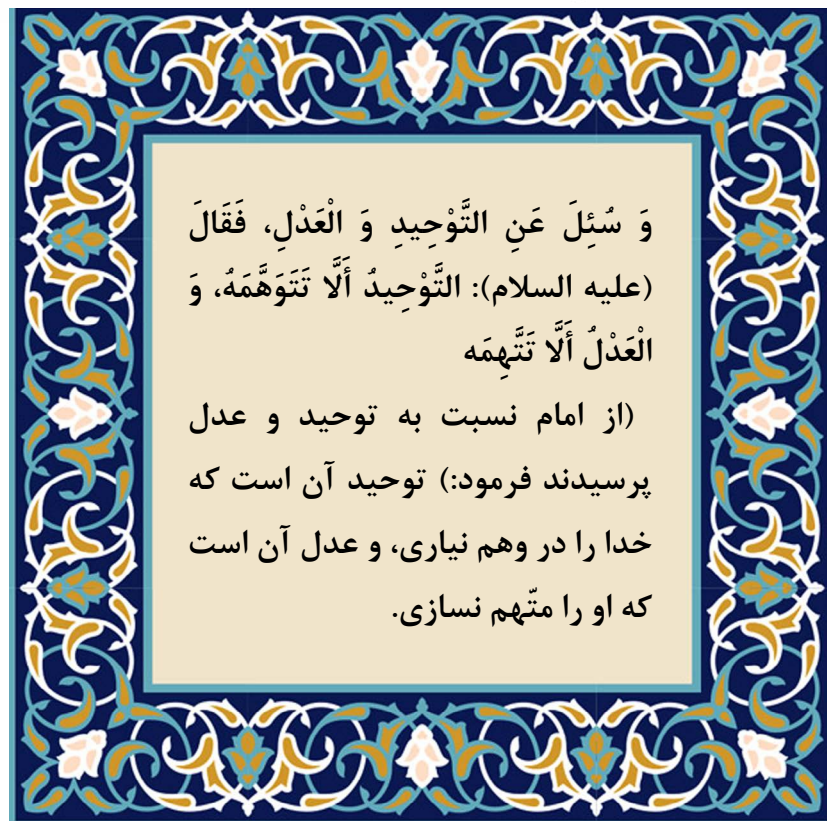 وَ سُئِلَ عَنِ التَّوْحِيدِ وَ الْعَدْلِ، فَقَالَ
(علیه السلام): التَّوْحِيدُ أَلَّا تَتَوَهَّمَهُ، وَ
الْعَدْلُ أَلَّا تَتَّهِمَه
(از امام نسبت به توحید و عدل
پرسیدند فرمود:) توحید آن است که
خدا را در وهم نیاری، و عدل آن است
که او را متّهم نسازی.